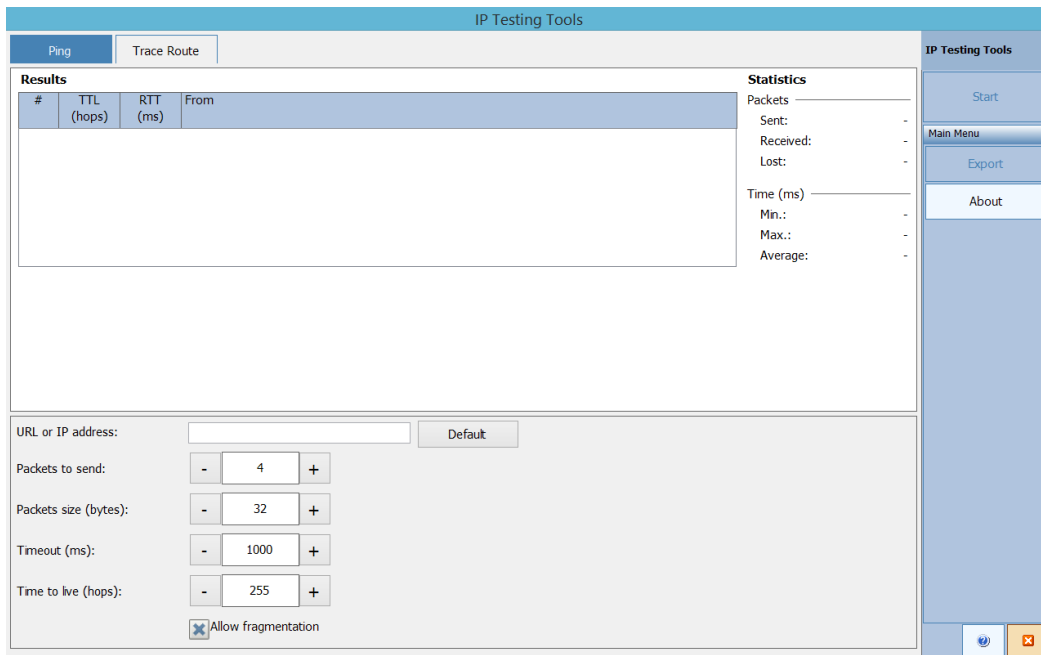 IP Testing Tools
Ping
Trace Route
IP Testing Tools
Results
# TTL (hops) RTT (ms) From
Statistics
Packets
Sent: -
Received: -
Lost: -
Time (ms)
Min.: -
Max.: -
Average: -
Start
Main Menu
Export
About
URL or IP address: Default
Packets to send: - 4 +
Packets size (bytes): - 32 +
Timeout (ms): - 1000 +
Time to live (hops): - 255 +
Allow fragmentation